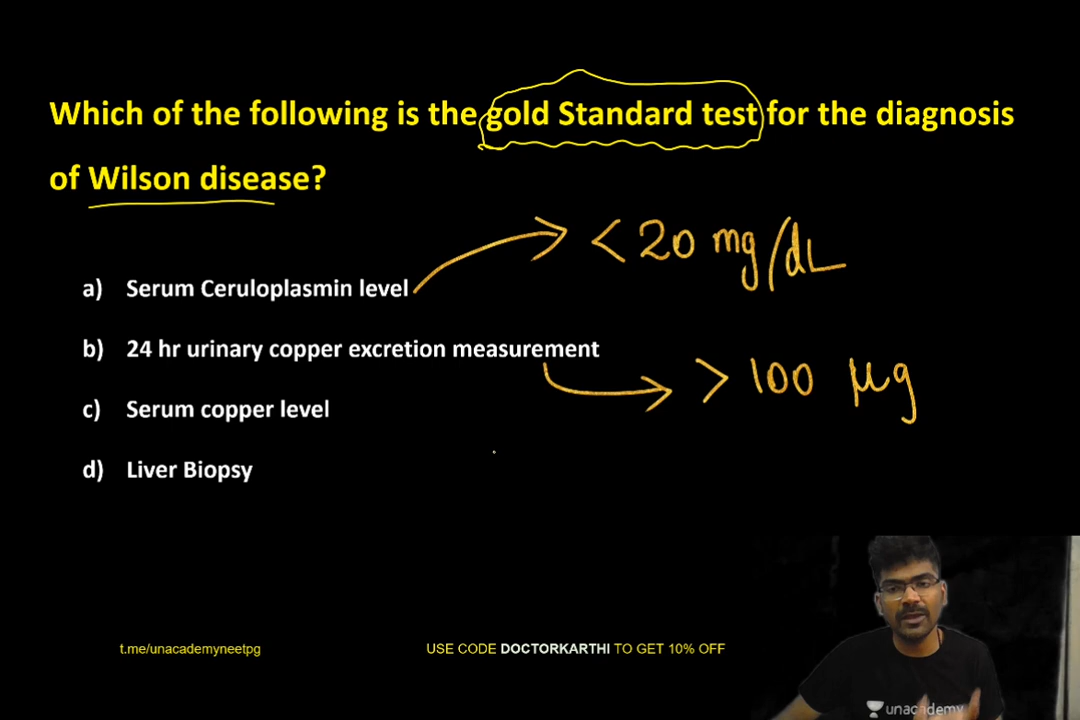 Which of the following is the gold Standard test for the diagnosis
of Wilson disease?
< 20 mg/dL
a) Serum Ceruloplasmin level
b) 24 hr urinary copper excretion measurement
> 100 µg
c) Serum copper level
d) Liver Biopsy
t.me/unacademyneetpg
USE CODE DOCTORKARTHI TO GET 10% OFF
unacademy